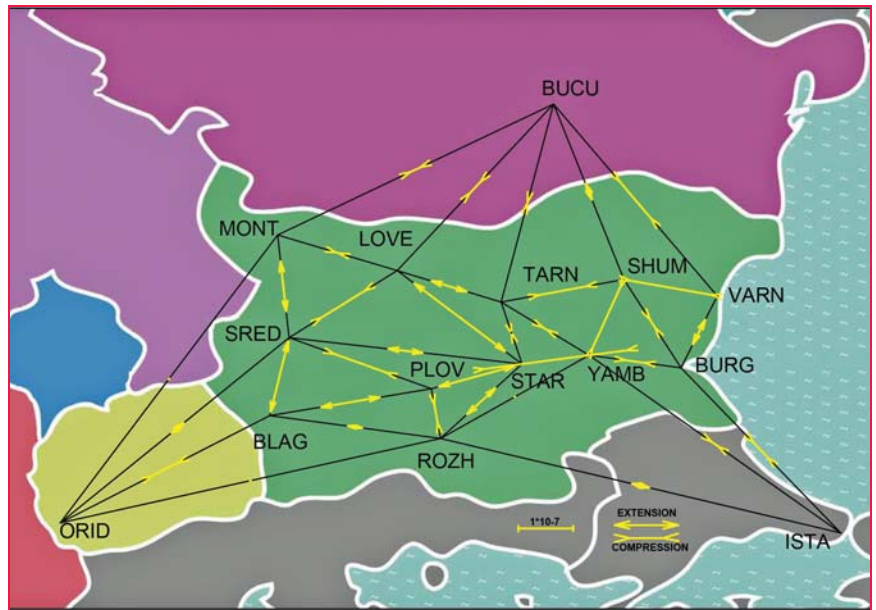 BUCU
MONT
LOVE
TARN
SHUM
VARN
SRED
PLOV
STAR
YAMB
BURG
BLAG
ROZH
ORID
ISTA
1*10-7
EXTENSION
COMPRESSION